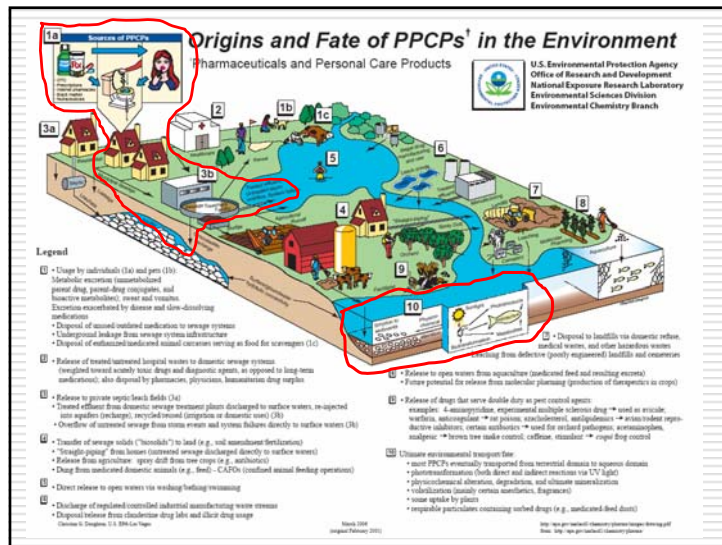 1a
Sources of PPCPs
Origins and Fate of PPCPs† in the Environment
†Pharmaceuticals and Personal Care Products
U.S. Environmental Protection Agency
Office of Research and Development
National Exposure Research Laboratory
Environmental Sciences Division
Environmental Chemistry Branch
2
1b
1c
3a
3b
5
6
7
8
4
9
10
Legend
1 • Usage by individuals (1a) and pets (1b):
Metabolic excretion (unmetabolized
parent drug, parent-drug conjugates, and
bioactive metabolites); sweat and vomitus.
Excretion exacerbated by disease and slow-dissolving
medications
• Disposal of unused/outdated medication to sewage systems
• Underground leakage from sewage system infrastructure
• Disposal of euthanized/medicated animal carcasses serving as food for scavengers (1c)
2 • Release of treated/untreated hospital wastes to domestic sewage systems
(weighted toward acutely toxic drugs and diagnostic agents, as opposed to long-term
medications); also disposal by pharmacies, physicians, humanitarian drug surplus
3 • Release to private septic/leach fields (3a)
• Treated effluent from domestic sewage treatment plants discharged to surface waters, re-injected
into aquifers (recharge), recycled/reused (irrigation or domestic uses) (3b)
• Overflow of untreated sewage from storm events and system failures directly to surface waters (3b)
4 • Transfer of sewage solids ("biosolids") to land (e.g., soil amendment/fertilization)
• "Straight-piping" from homes (untreated sewage discharged directly to surface waters)
• Release from agriculture: spray drift from tree crops (e.g., antibiotics)
• Dung from medicated domestic animals (e.g., feed) - CAFOs (confined animal feeding operations)
5 • Direct release to open waters via washing/bathing/swimming
6 • Discharge of regulated/controlled industrial manufacturing waste streams
• Disposal/release from clandestine drug labs and illicit drug usage
7 • Disposal to landfills via domestic refuse,
medical wastes, and other hazardous wastes
• Leaching from defective (poorly engineered) landfills and cemeteries
8 • Release to open waters from aquaculture (medicated feed and resulting excreta)
• Future potential for release from molecular pharming (production of therapeutics in crops)
9 • Release of drugs that serve double duty as pest control agents:
examples: 4-aminopyridine, experimental multiple sclerosis drug → used as avicide;
warfarin, anticoagulant → rat poison; azacholesterol, antilipidemics → avian/rodent repro-
ductive inhibitors; certain antibiotics → used for orchard pathogens; acetaminophen,
analgesic → brown tree snake control; caffeine, stimulant → coqui frog control
10 Ultimate environmental transport/fate:
• most PPCPs eventually transported from terrestrial domain to aqueous domain
• phototransformation (both direct and indirect reactions via UV light)
• physicochemical alteration, degradation, and ultimate mineralization
• volatilization (mainly certain anesthetics, fragrances)
• some uptake by plants
• respirable particulates containing sorbed drugs (e.g., medicated-feed dusts)
Christian G. Daughton, U.S. EPA-Las Vegas
March 2006
(original February 2001)